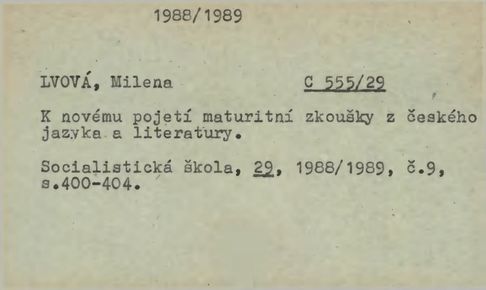 1988/1989
LVOVÁ, Milena C 555/29
K novému pojetí maturitní zkoušky z českého
jazyka a literatury.
Socialistická škola, 29, 1988/1989, č.9,
s.400-404.